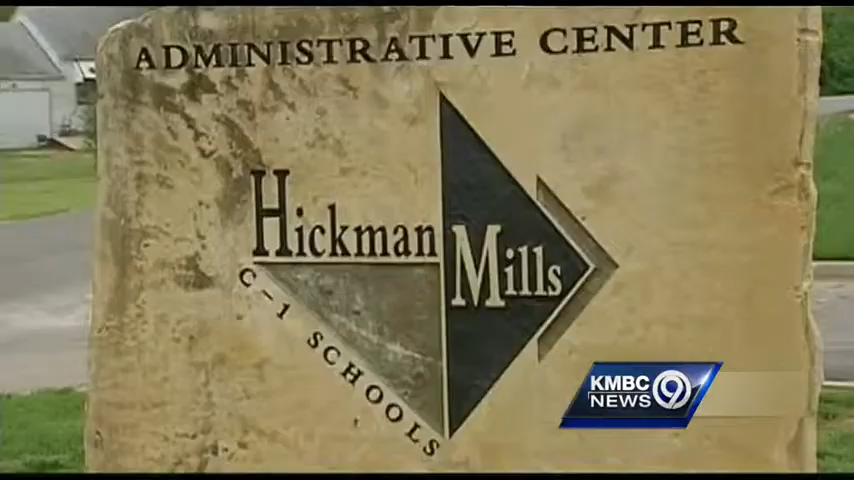 ADMINISTRATIVE CENTER
Hickman Mills
C-1 SCHOOLS
KMBC 9
NEWS